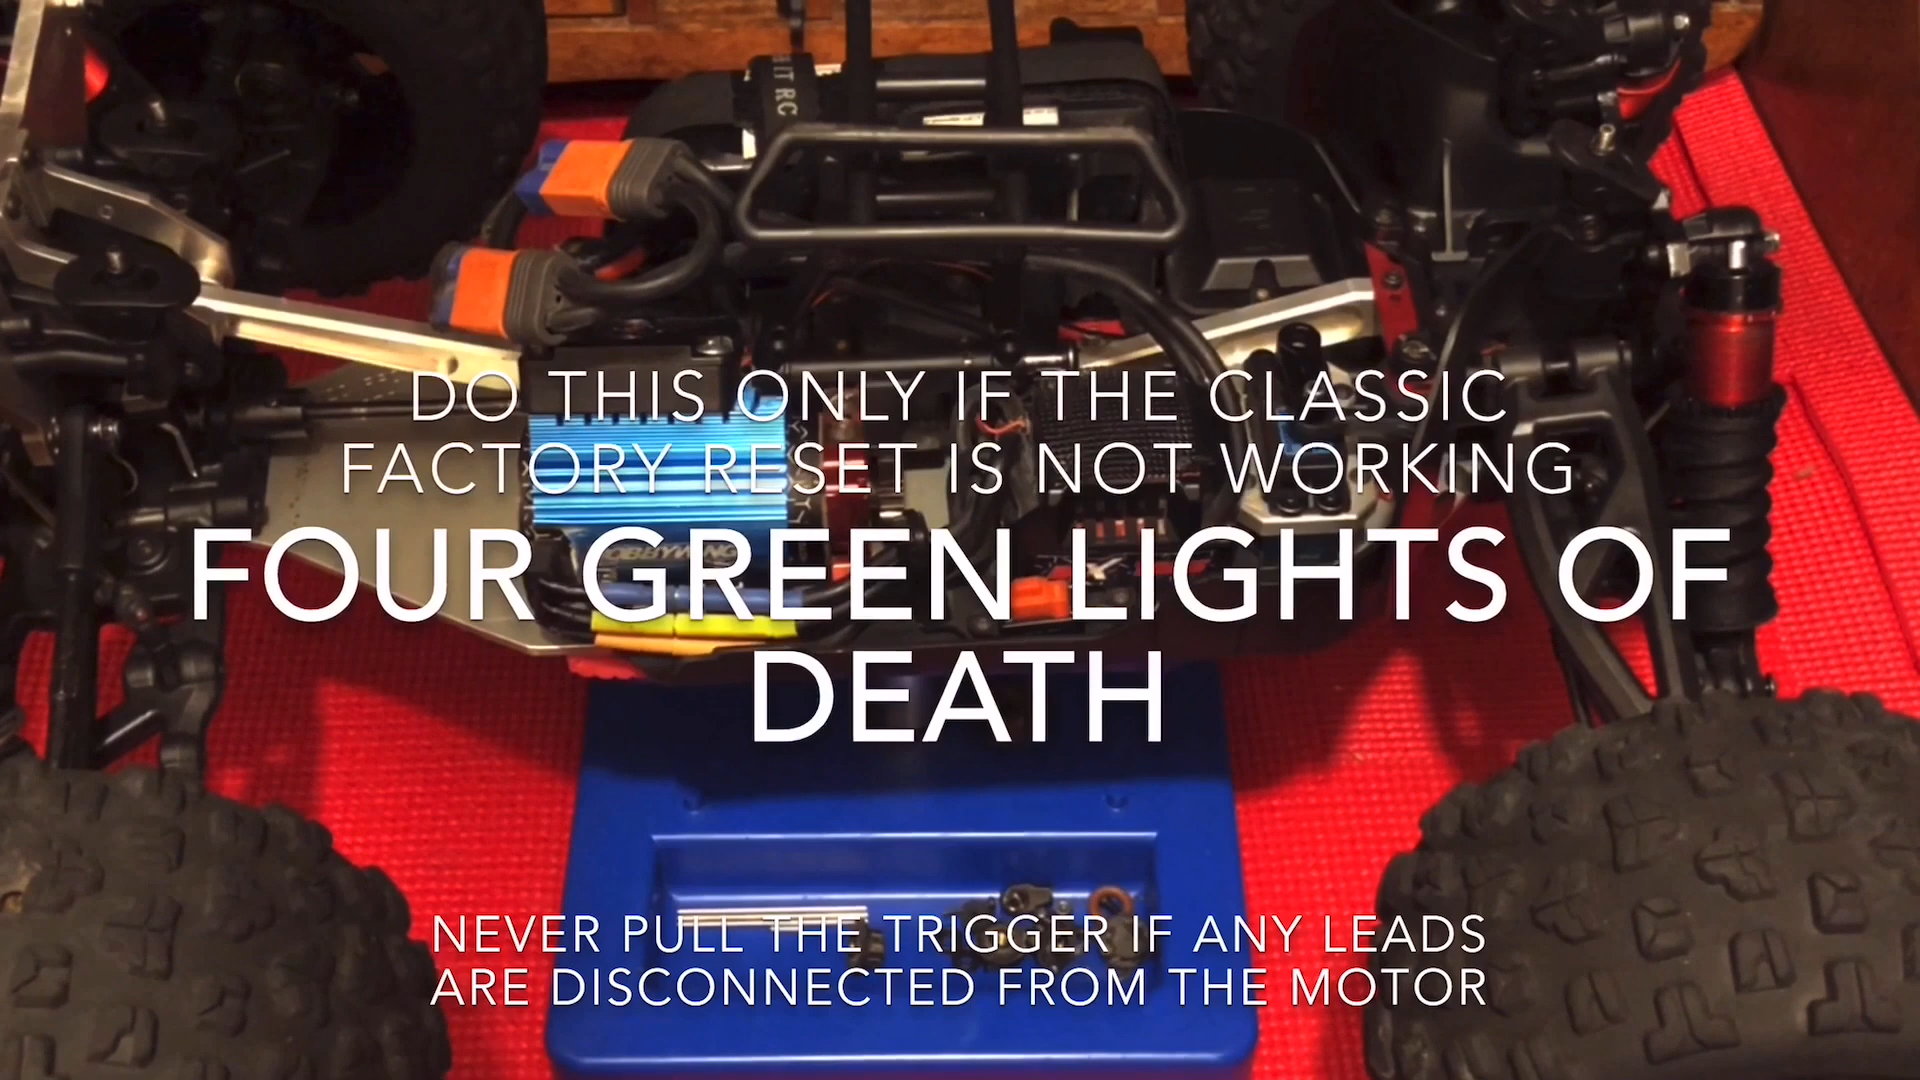 DO THIS ONLY IF THE CLASSIC
FACTORY RESET IS NOT WORKING
FOUR GREEN LIGHTS OF
DEATH
NEVER PULL THE TRIGGER IF ANY LEADS
ARE DISCONNECTED FROM THE MOTOR
HOBBYWING